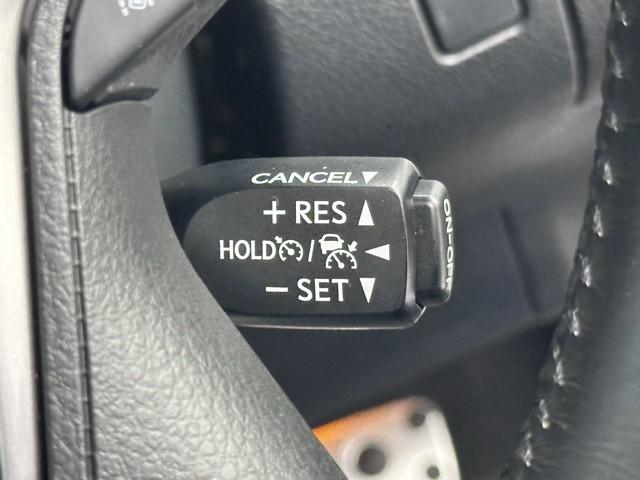 CANCEL▼
+ RES ▲
HOLD / ◀
− SET ▼
ON-OFF